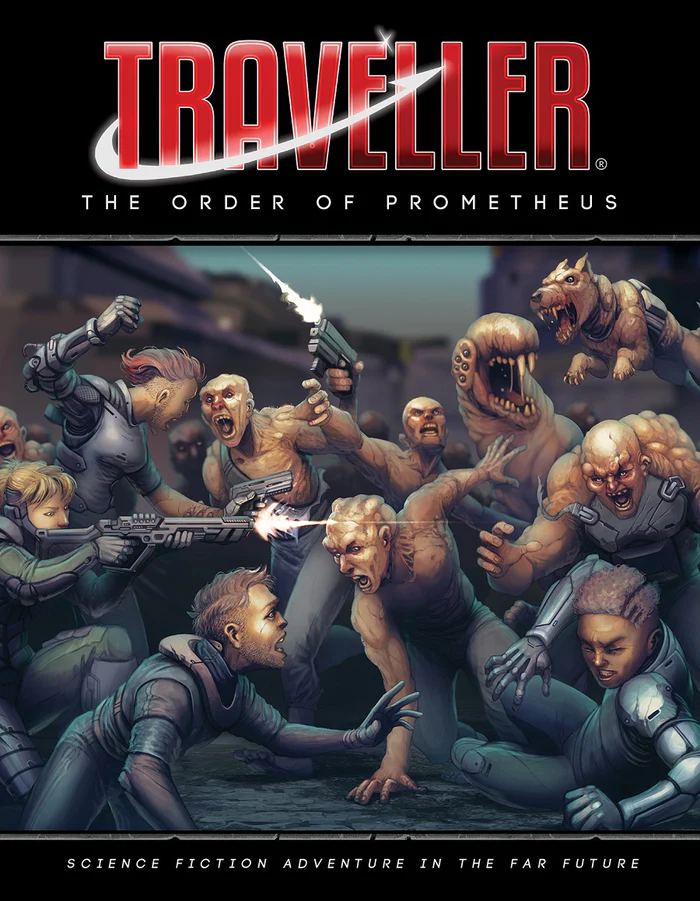 TRAVELLER®
THE ORDER OF PROMETHEUS
SCIENCE FICTION ADVENTURE IN THE FAR FUTURE